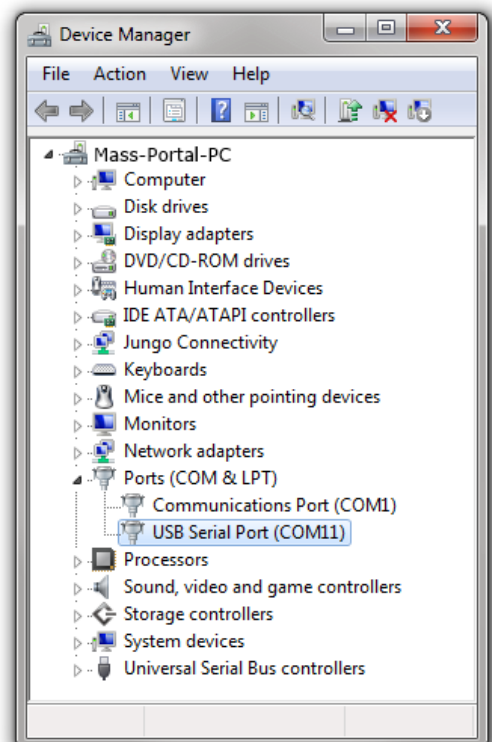 Device Manager
File Action View Help
Mass-Portal-PC
Computer
Disk drives
Display adapters
DVD/CD-ROM drives
Human Interface Devices
IDE ATA/ATAPI controllers
Jungo Connectivity
Keyboards
Mice and other pointing devices
Monitors
Network adapters
Ports (COM & LPT)
Communications Port (COM1)
USB Serial Port (COM11)
Processors
Sound, video and game controllers
Storage controllers
System devices
Universal Serial Bus controllers